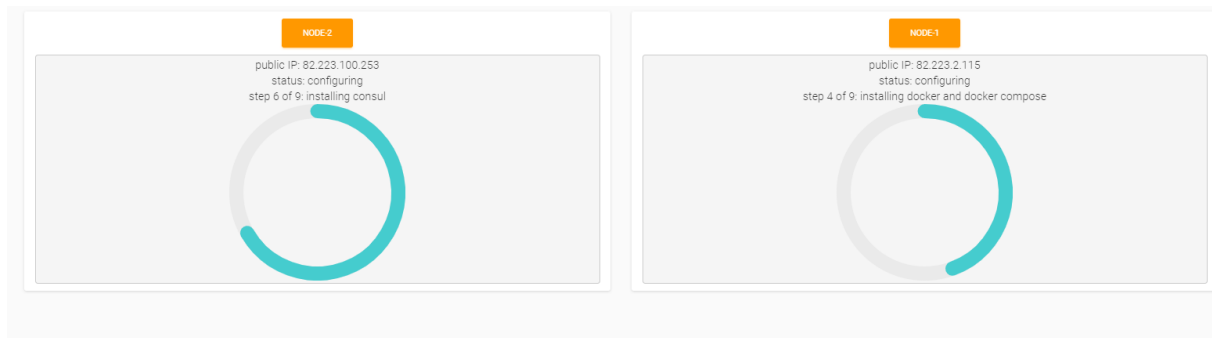 NODE-2
public IP: 82.223.100.253
status: configuring
step 6 of 9: installing consul
NODE-1
public IP: 82.223.2.115
status: configuring
step 4 of 9: installing docker and docker compose